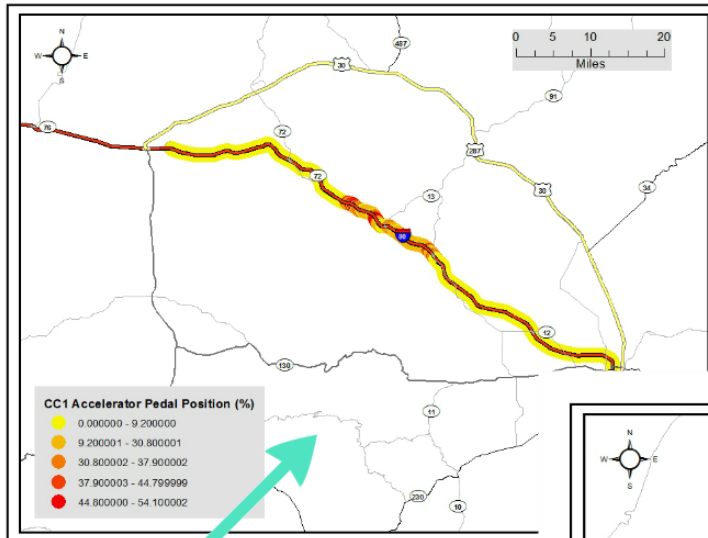 N
W E
S
487
30
0 5 10 20
Miles
91
76
72
287
72
34
13
30
80
12
130
CC1 Accelerator Pedal Position (%)
0.000000 - 9.200000
9.200001 - 30.800001
30.800002 - 37.900002
37.900003 - 44.799999
44.800000 - 54.100002
11
230
10
N
W E
S